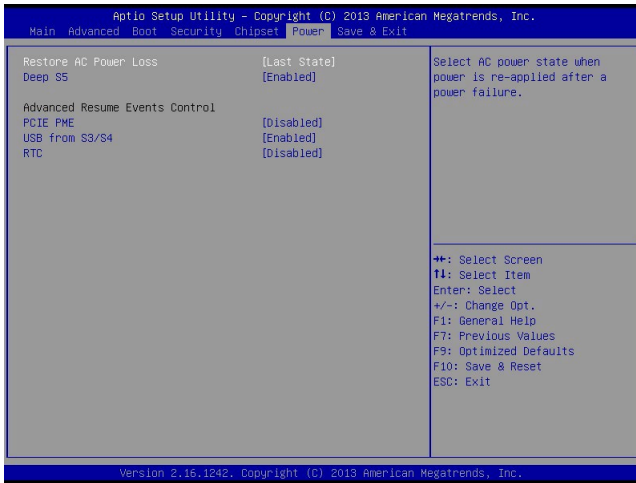 Aptio Setup Utility – Copyright (C) 2013 American Megatrends, Inc.
Main Advanced Boot Security Chipset Power Save & Exit
Restore AC Power Loss [Last State]
Deep S5 [Enabled]
Advanced Resume Events Control
PCIE PME [Disabled]
USB from S3/S4 [Enabled]
RTC [Disabled]
Select AC power state when
power is re-applied after a
power failure.
→←: Select Screen
↑↓: Select Item
Enter: Select
+/-: Change Opt.
F1: General Help
F7: Previous Values
F9: Optimized Defaults
F10: Save & Reset
ESC: Exit
Version 2.16.1242. Copyright (C) 2013 American Megatrends, Inc.